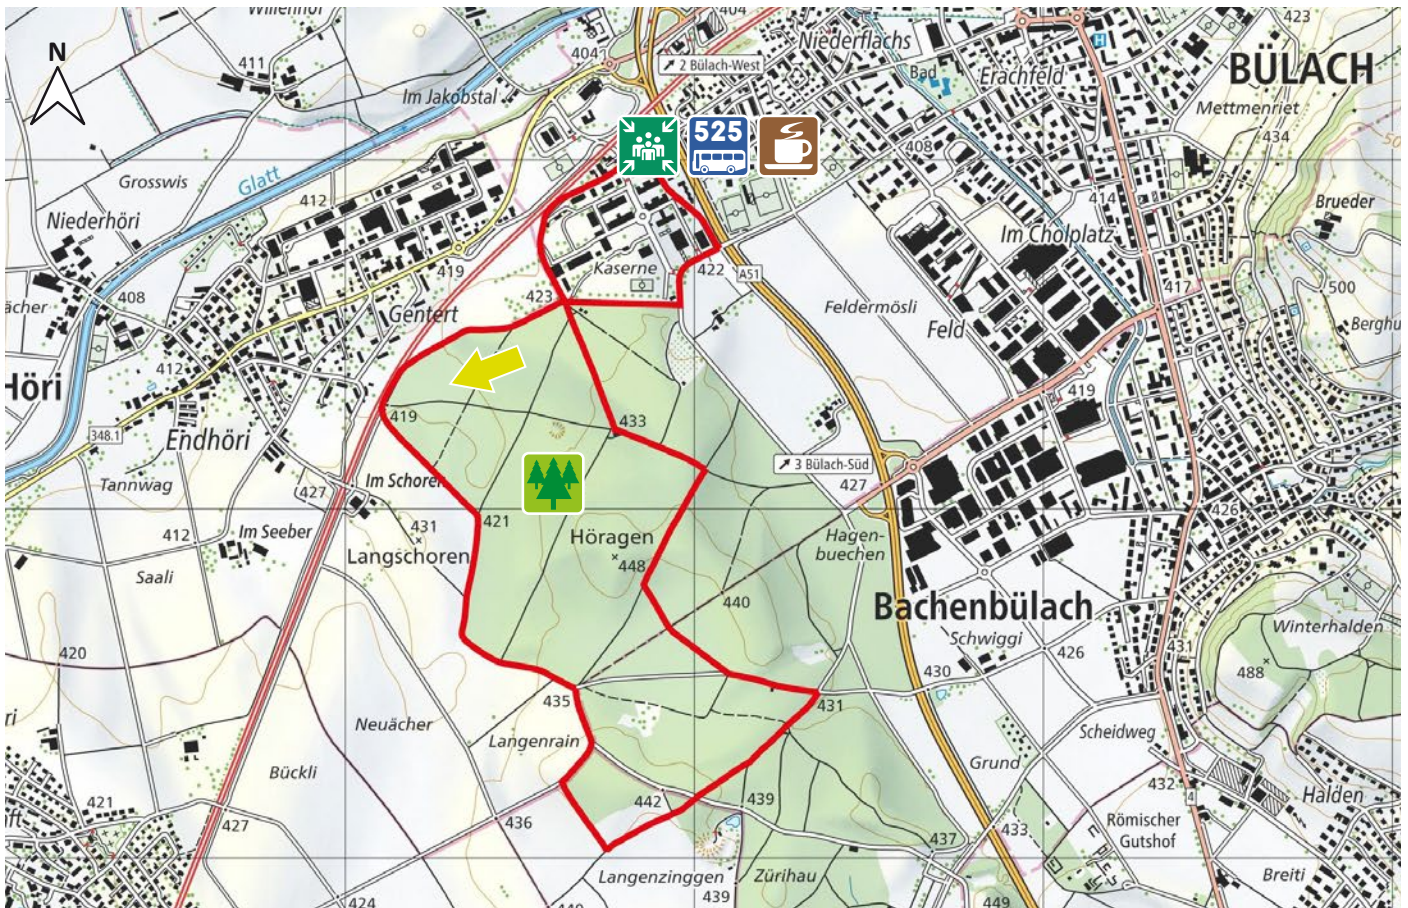 Willenhof
404
423
BÜLACH
N
411
404
2 Bülach-West
Niederflachs
Bad
H
Erachfeld
Im Jakobstal
Mettmenriet
434
525
408
Grosswis
Glatt
412
Niederhöri
414
Brueder
Im Cholplatz
419
Kaserne
422
A51
408
423
500
ächer
Gentert
Feldermösli
417
Feld
Berghu
412
Höri
419
433
419
348.1
Endhöri
3 Bülach-Süd
427
Tannwag
427
Im Schoren
421
426
412
Im Seeber
431
Höragen
Hagen-
buechen
Langschoren
448
Saali
440
Bachenbülach
Winterhalden
Schwiggi
426
431
420
488
430
435
431
Neuächer
Langenrain
Scheidweg
Bückli
Grund
432
Halden
421
442
439
4
427
436
433
Römischer
Gutshof
437
Langenzinggen
Zürihau
Breiti
439
424
449